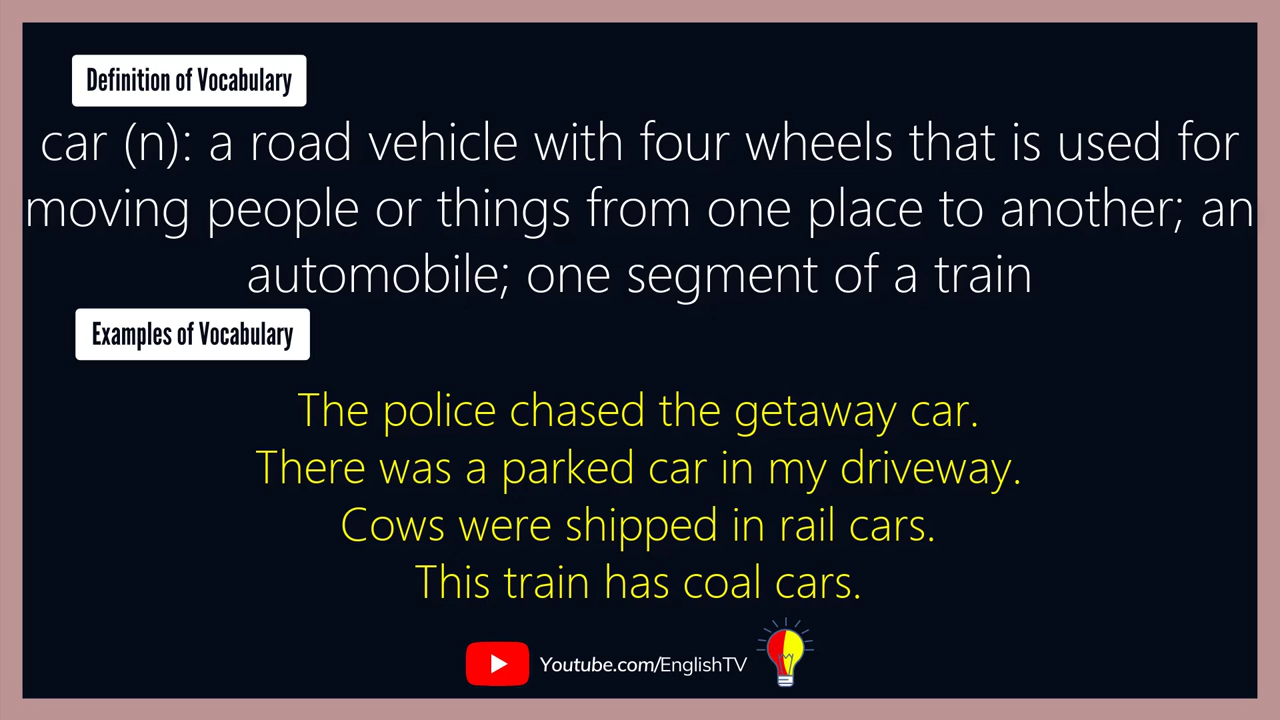 Definition of Vocabulary
car (n): a road vehicle with four wheels that is used for
moving people or things from one place to another; an
automobile; one segment of a train
Examples of Vocabulary
The police chased the getaway car.
There was a parked car in my driveway.
Cows were shipped in rail cars.
This train has coal cars.
Youtube.com/EnglishTV